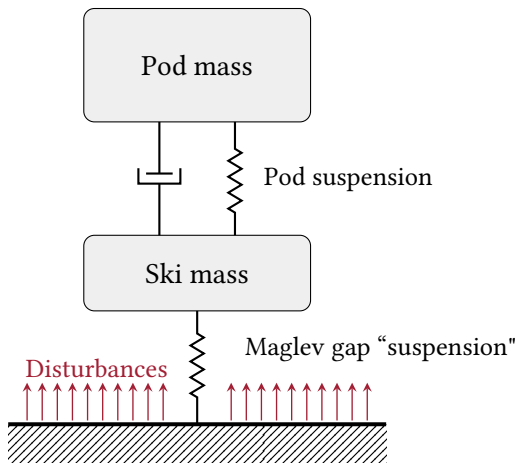 Pod mass
Pod suspension
Ski mass
Maglev gap “suspension"
Disturbances